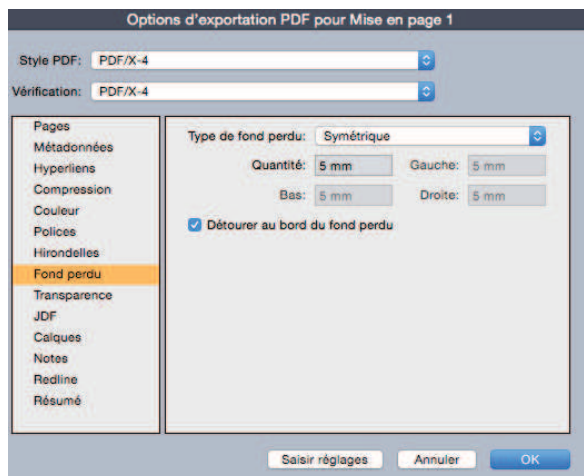 Options d'exportation PDF pour Mise en page 1
Style PDF: PDF/X-4
Vérification: PDF/X-4
Pages
Métadonnées
Hyperliens
Compression
Couleur
Polices
Hirondelles
Fond perdu
Transparence
JDF
Calques
Notes
Redline
Résumé
Type de fond perdu: Symétrique
Quantité: 5 mm Gauche: 5 mm
Bas: 5 mm Droite: 5 mm
Détourer au bord du fond perdu
Saisir réglages Annuler OK